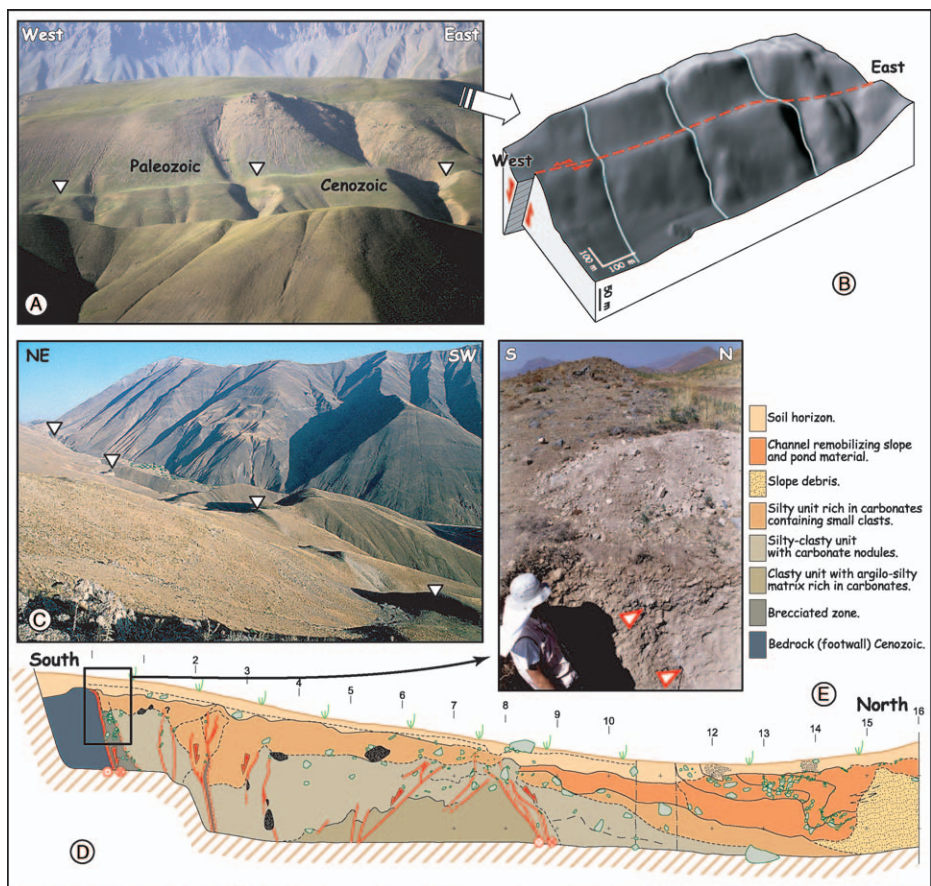 West
East
Paleozoic
Cenozoic
A
East
West
100 m
100 m
50 m
B
NE
SW
C
S
N
Soil horizon.
Channel remobilizing slope
and pond material.
Slope debris.
Silty unit rich in carbonates
containing small clasts.
Silty-clasty unit
with carbonate nodules.
Clasty unit with argilo-silty
matrix rich in carbonates.
Brecciated zone.
Bedrock (footwall) Cenozoic.
E
South
North
1
2
3
4
5
6
7
8
9
10
12
13
14
15
16
?
D